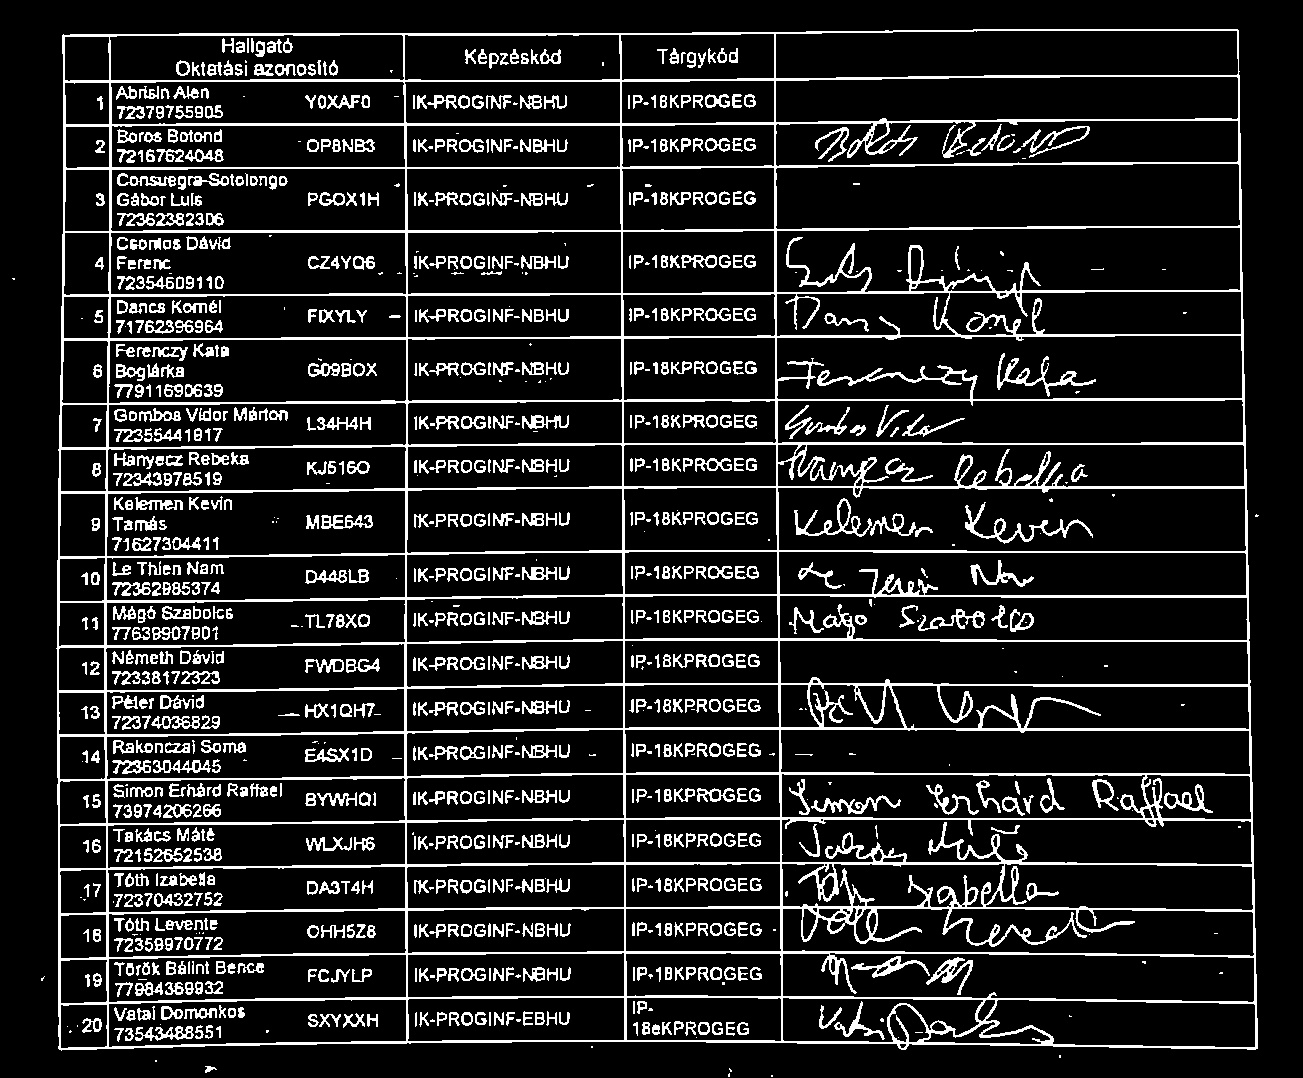 Hallgató
Oktatási azonosító Képzéskód Tárgykód
1 Abrisin Alen
72379755905 Y0XAF0 IK-PROGINF-NBHU IP-18KPROGEG
2 Boros Botond
72167624048 OP8NB3 IK-PROGINF-NBHU IP-18KPROGEG Boros Botond
3 Consuegra-Sotolongo
Gábor Luis
72362382306 PGOX1H IK-PROGINF-NBHU IP-18KPROGEG
4 Csontos Dávid
Ferenc
72354609110 CZ4YQ6 IK-PROGINF-NBHU IP-18KPROGEG
5 Dancs Kornél
71762396964 FIXYLY IK-PROGINF-NBHU IP-18KPROGEG Dancs Kornél
6 Ferenczy Kata
Boglárka
77911690639 G09BOX IK-PROGINF-NBHU IP-18KPROGEG Ferenczy Kata
7 Gombos Vidor Márton
72355441817 L34H4H IK-PROGINF-NBHU IP-18KPROGEG Gombos Vidor
8 Hanyecz Rebeka
72343978519 KJ516O IK-PROGINF-NBHU IP-18KPROGEG Hanyecz Rebeka
9 Kelemen Kevin
Tamás
71627304411 MBE643 IK-PROGINF-NBHU IP-18KPROGEG Kelemen Kevin
10 Le Thien Nam
72362985374 D448LB IK-PROGINF-NBHU IP-18KPROGEG
11 Mágó Szabolcs
77639907901 TL78XO IK-PROGINF-NBHU IP-18KPROGEG Mágó Szabolcs
12 Németh Dávid
72338172323 FWDBG4 IK-PROGINF-NBHU IP-18KPROGEG
13 Péter Dávid
72374036829 HX1QH7 IK-PROGINF-NBHU IP-18KPROGEG
14 Rakonczai Soma
72363044045 E4SX1D IK-PROGINF-NBHU IP-18KPROGEG
15 Simon Erhárd Raffael
73974206266 BYWHQI IK-PROGINF-NBHU IP-18KPROGEG Simon Erhárd Raffael
16 Takács Máté
72152652538 WLXJH6 IK-PROGINF-NBHU IP-18KPROGEG Takács Máté
17 Tóth Izabella
72370432752 DA3T4H IK-PROGINF-NBHU IP-18KPROGEG Tóth Izabella
18 Tóth Levente
72359970772 OHH5Z8 IK-PROGINF-NBHU IP-18KPROGEG
19 Török Bálint Bence
77984369932 FCJYLP IK-PROGINF-NBHU IP-18KPROGEG
20 Vatai Domonkos
73543488551 SXYXXH IK-PROGINF-EBHU IP-
18eKPROGEG